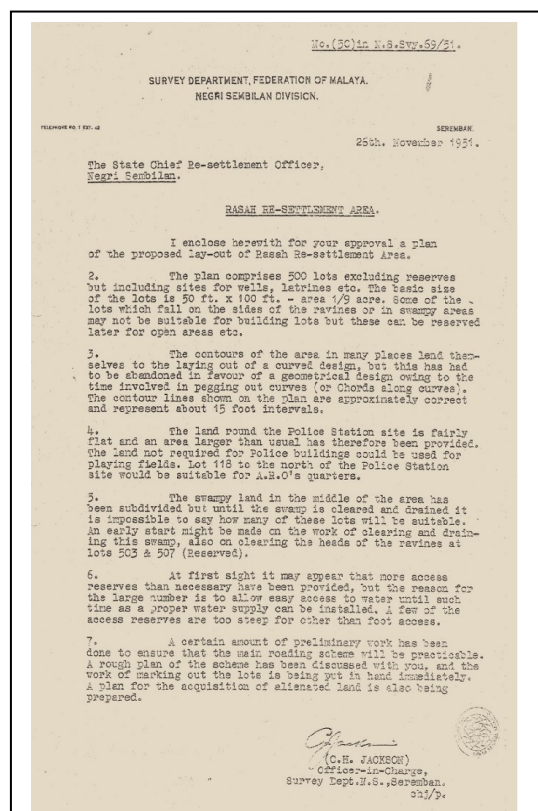 No.(5C)in N.S.Svy.69/51.
SURVEY DEPARTMENT, FEDERATION OF MALAYA.
NEGRI SEMBILAN DIVISION.
TELEPHONE NO. 7 EXT. 42
SEREMBAN.
26th. November 1951.
The State Chief Re-settlement Officer,
Negri Sembilan.
RASAH RE-SETTLEMENT AREA.
I enclose herewith for your approval a plan
of the proposed lay-out of Rasah Re-settlement Area.
2. The plan comprises 500 lots excluding reserves
but including sites for wells, latrines etc. The basic size
of the lots is 50 ft. x 100 ft. - area 1/9 acre. Some of the
lots which fall on the sides of the ravines or in swampy areas
may not be suitable for building lots but these can be reserved
later for open areas etc.
3. The contours of the area in many places lend them-
selves to the laying out of a curved design, but this has had
to be abandoned in favour of a geometrical design owing to the
time involved in pegging out curves (or Chords along curves).
The contour lines shown on the plan are approximately correct
and represent about 15 foot intervals.
4. The land round the Police Station site is fairly
flat and an area larger than usual has therefore been provided.
The land not required for Police buildings could be used for
playing fields. Lot 118 to the north of the Police Station
site would be suitable for A.R.O's quarters.
5. The swampy land in the middle of the area has
been subdivided but until the swamp is cleared and drained it
is impossible to say how many of these lots will be suitable.
An early start might be made on the work of clearing and drain-
ing this swamp, also on clearing the heads of the ravines at
lots 503 & 507 (Reserved).
6. At first sight it may appear that more access
reserves than necessary have been provided, but the reason for
the large number is to allow easy access to water until such
time as a proper water supply can be installed. A few of the
access reserves are too steep for other than foot access.
7. A certain amount of preliminary work has been
done to ensure that the main roading scheme will be practicable.
A rough plan of the scheme has been discussed with you, and the
work of marking out the lots is being put in hand immediately.
A plan for the acquisition of alienated land is also being
prepared.
(C.H. JACKSON)
Officer-in-Charge,
Survey Dept.N.S.,Seremban.
chj/p.